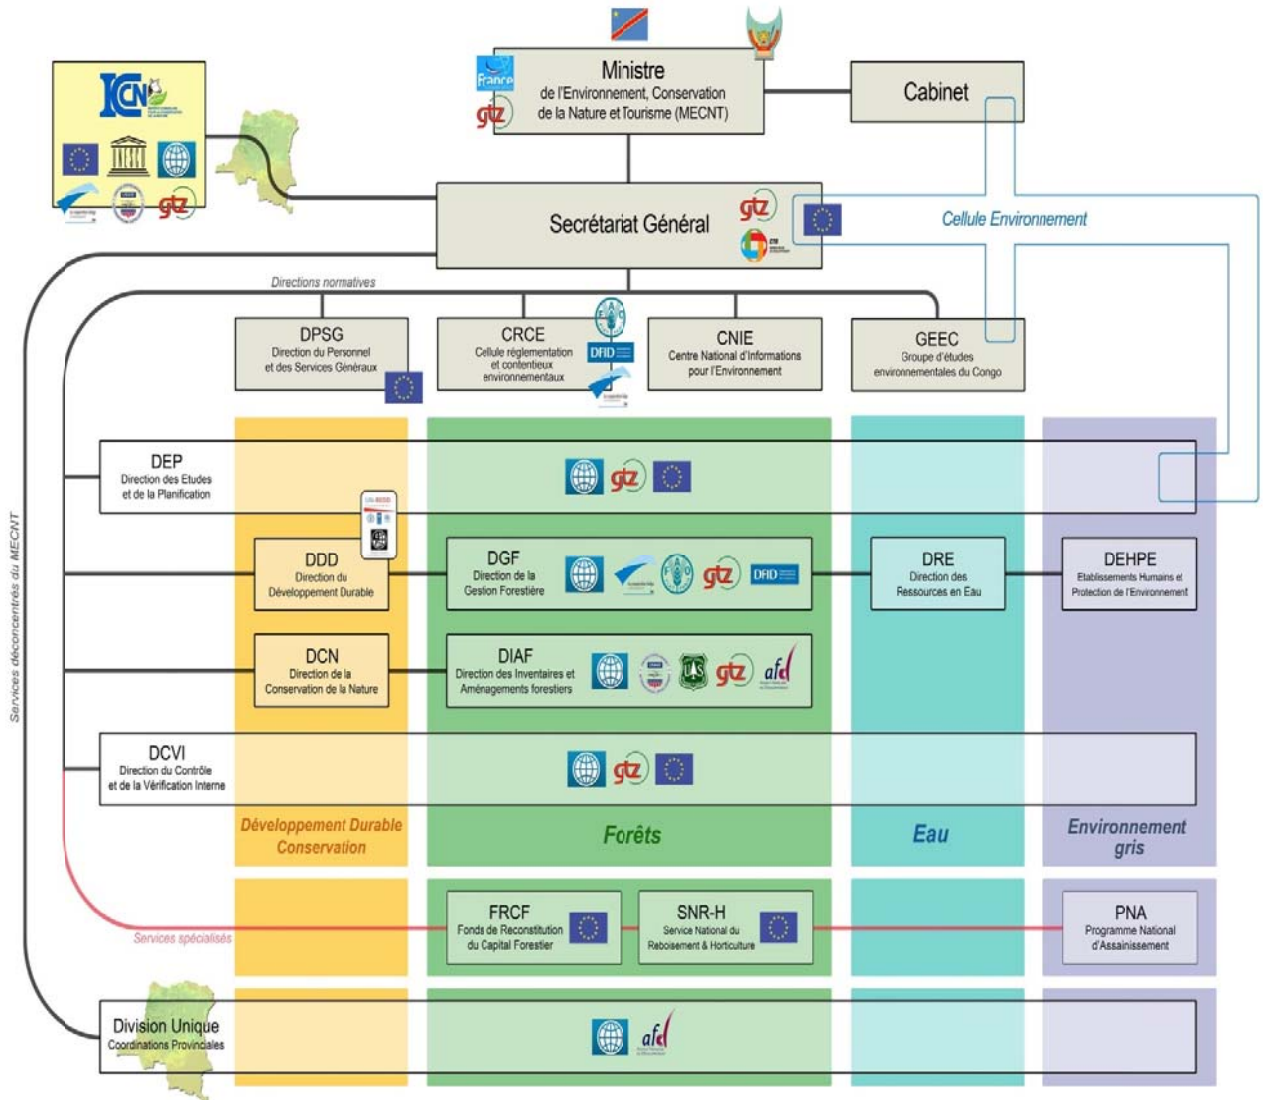 Ministre
de l'Environnement, Conservation
de la Nature et Tourisme (MECNT)
France
gtz
Cabinet
ICCN
gtz
Secrétariat Général
gtz
Cellule Environnement
Directions normatives
DPSG
Direction du Personnel
et des Services Généraux
CRCE
Cellule réglementation
et contentieux
environnementaux
DFID
CNIE
Centre National d'Informations
pour l'Environnement
GEEC
Groupe d'études
environnementales du Congo
DEP
Direction des Etudes
et de la Planification
gtz
UN-REDD
DDD
Direction du
Développement Durable
DGF
Direction de la
Gestion Forestière
gtz
DFID
DRE
Direction des
Ressources en Eau
DEHPE
Etablissements Humains et
Protection de l'Environnement
DCN
Direction de la
Conservation de la Nature
DIAF
Direction des Inventaires et
Aménagements forestiers
gtz
afd
DCVI
Direction du Contrôle
et de la Vérification Interne
gtz
Développement Durable
Conservation
Forêts
Eau
Environnement
gris
Services déconcentrés du MECNT
Services spécialisés
FRCF
Fonds de Reconstitution
du Capital Forestier
SNR-H
Service National du
Reboisement & Horticulture
PNA
Programme National
d'Assainissement
Division Unique
Coordinations Provinciales
afd